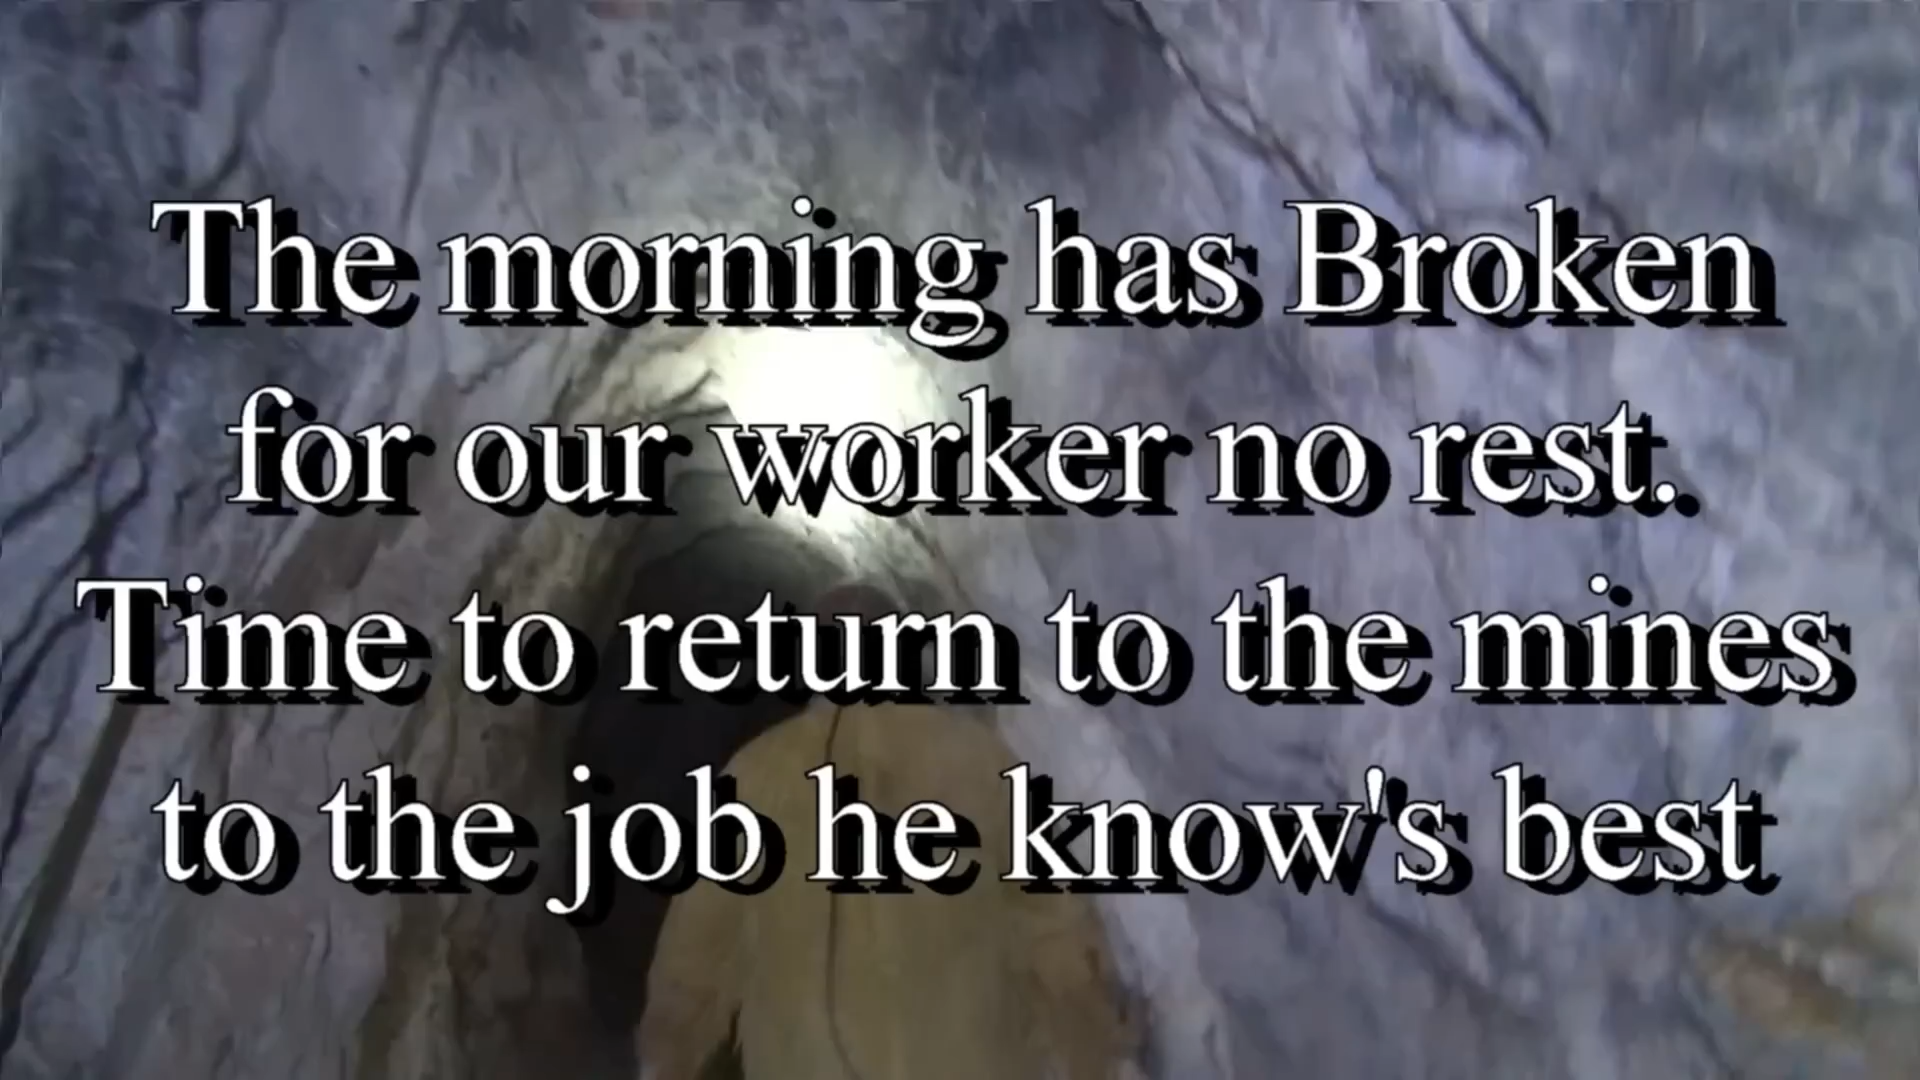 The morning has Broken
for our worker no rest.
Time to return to the mines
to the job he know's best